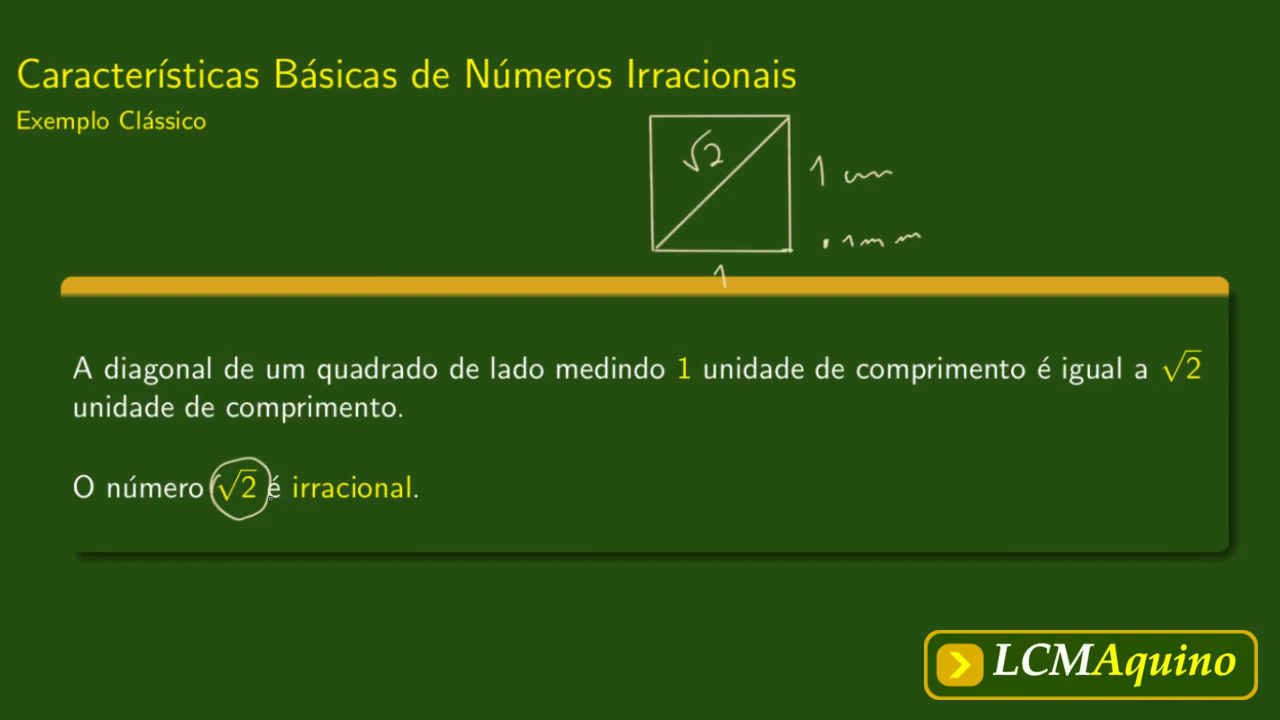 Características Básicas de Números Irracionais
Exemplo Clássico
√2
1 cm
1 mm
1
A diagonal de um quadrado de lado medindo 1 unidade de comprimento é igual a √2
unidade de comprimento.
O número √2 é irracional.
LCMAquino